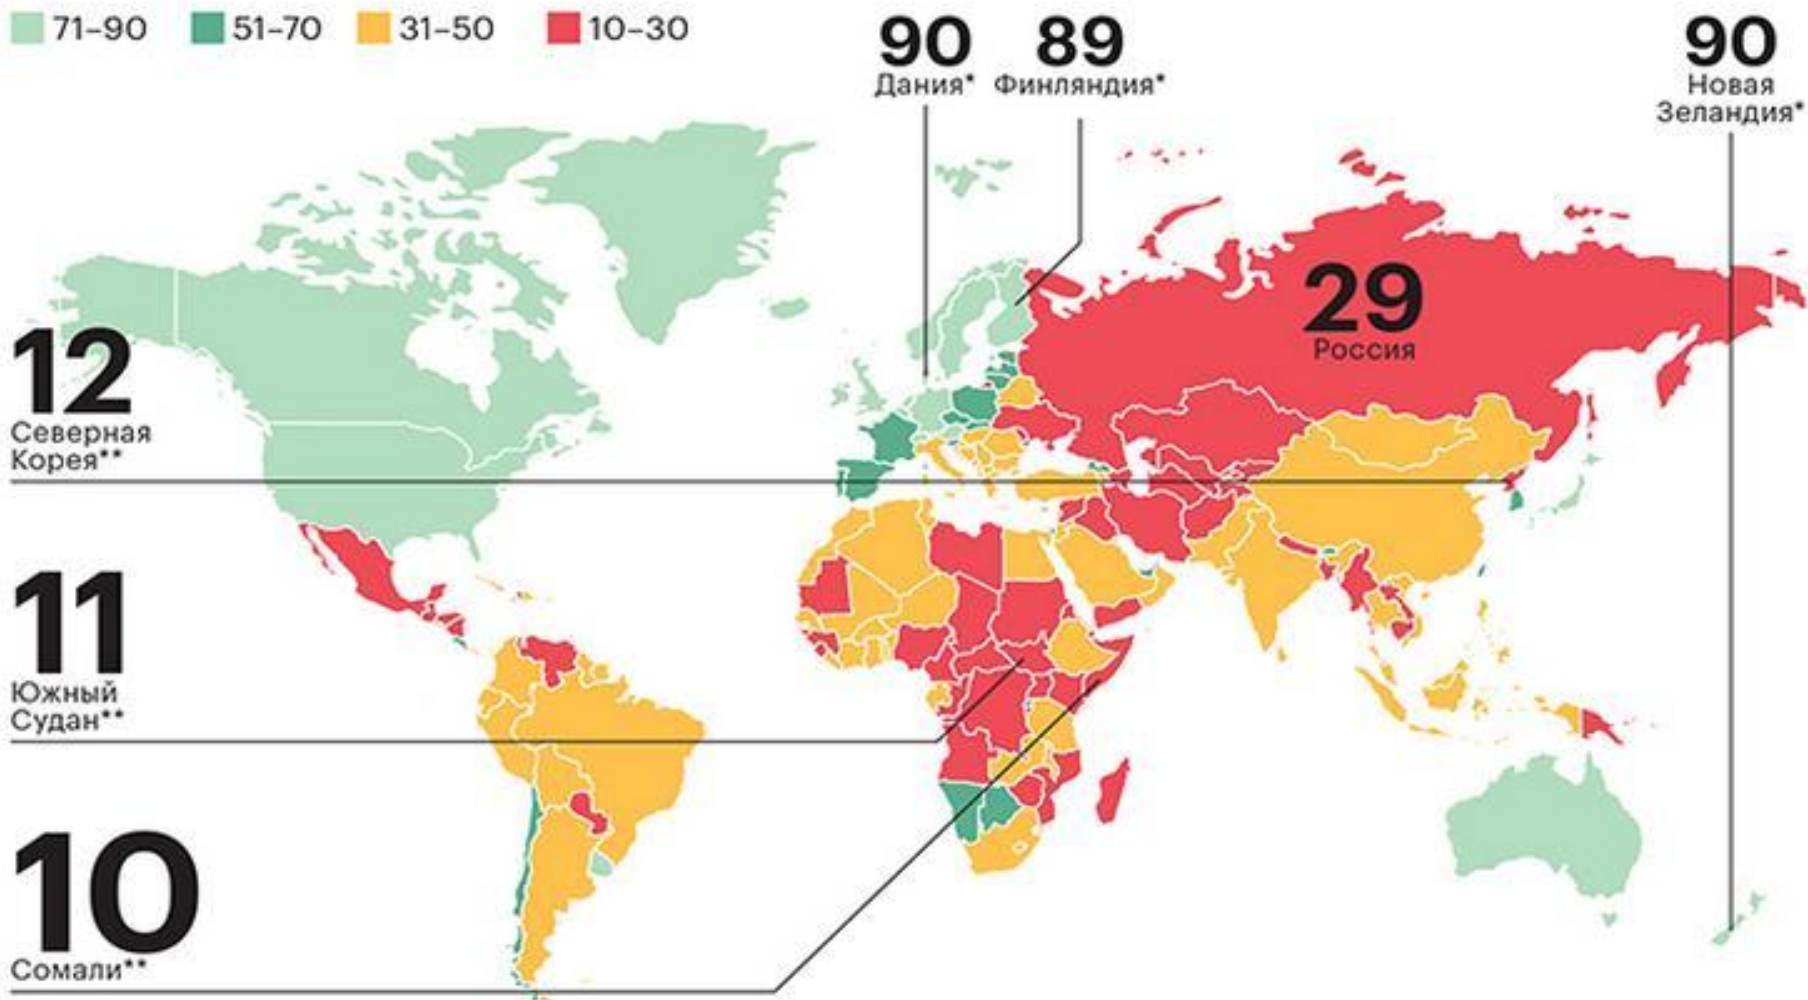 71–90 51–70 31–50 10–30
90
Дания*
89
Финляндия*
90
Новая
Зеландия*
29
Россия
12
Северная
Корея**
11
Южный
Судан**
10
Сомали**